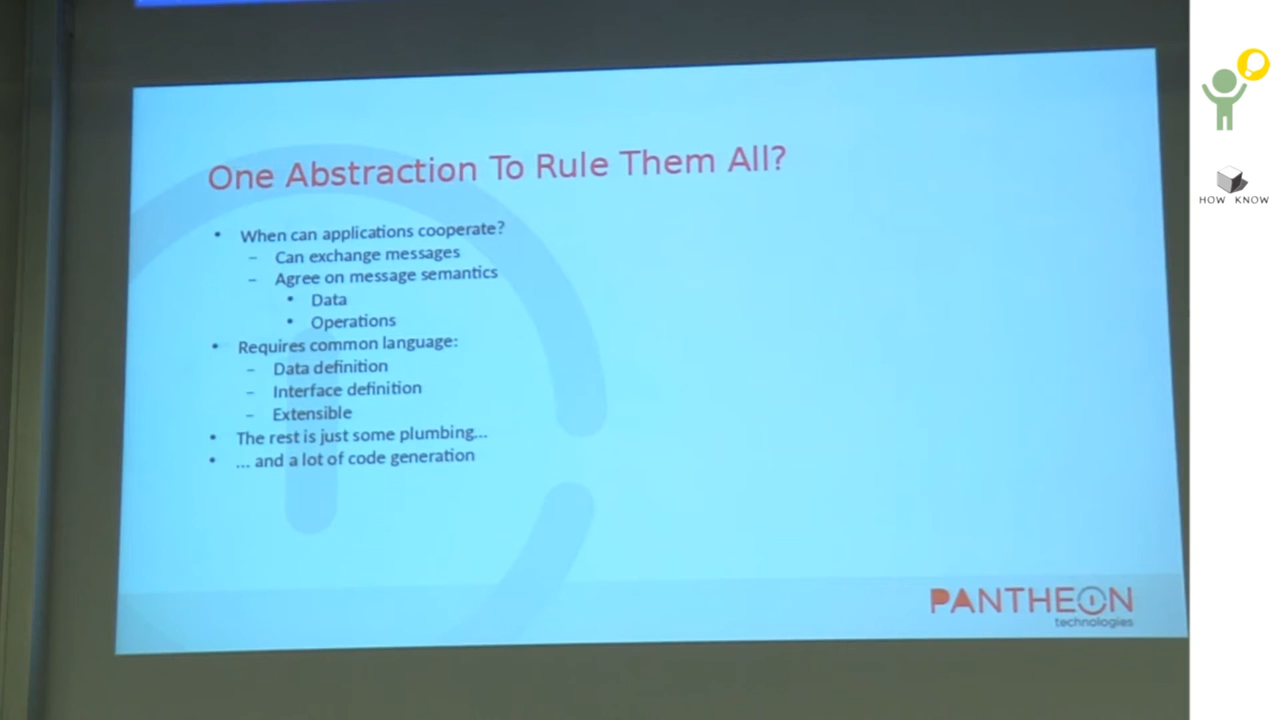 One Abstraction To Rule Them All?
• When can applications cooperate?
– Can exchange messages
– Agree on message semantics
• Data
• Operations
• Requires common language:
– Data definition
– Interface definition
– Extensible
• The rest is just some plumbing...
• ... and a lot of code generation
PANTHEON
technologies
HOW KNOW